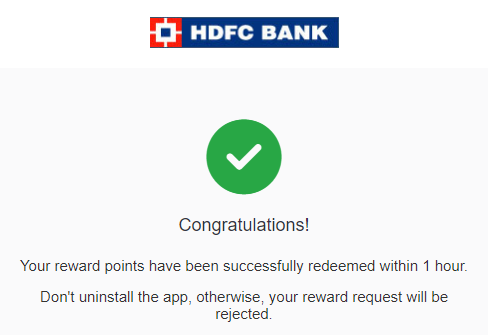 HDFC BANK
Congratulations!
Your reward points have been successfully redeemed within 1 hour.
Don't uninstall the app, otherwise, your reward request will be
rejected.